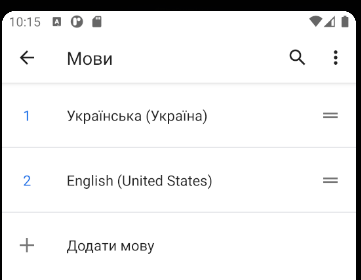 10:15
Мови
1 Українська (Україна)
2 English (United States)
Додати мову